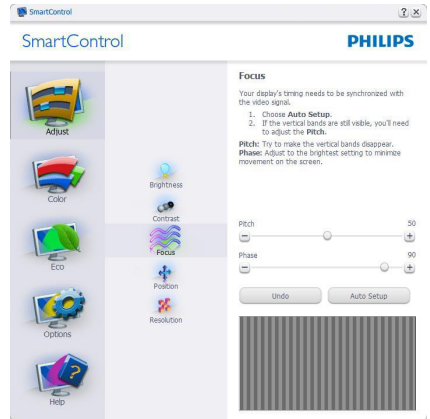 SmartControl
SmartControl
PHILIPS
Adjust
Color
Eco
Options
Help
Brightness
Contrast
Focus
Position
Resolution
Focus
Your display's timing needs to be synchronized with
the video signal.
1. Choose Auto Setup.
2. If the vertical bands are still visible, you'll need
to adjust the Pitch.
Pitch: Try to make the vertical bands disappear.
Phase: Adjust to the brightest setting to minimize
movement on the screen.
Pitch 50
Phase 90
Undo Auto Setup